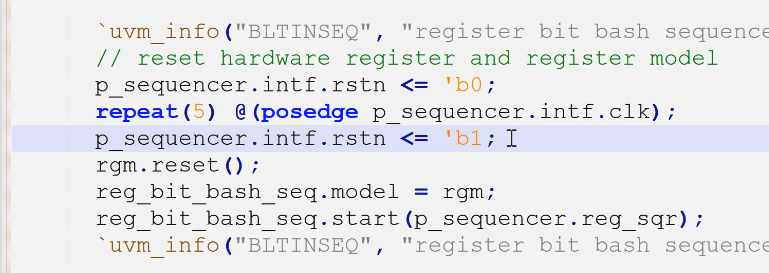 `uvm_info("BLTINSEQ", "register bit bash sequence
// reset hardware register and register model
p_sequencer.intf.rstn <= 'b0;
repeat(5) @(posedge p_sequencer.intf.clk);
p_sequencer.intf.rstn <= 'b1;
rgm.reset();
reg_bit_bash_seq.model = rgm;
reg_bit_bash_seq.start(p_sequencer.reg_sqr);
`uvm_info("BLTINSEQ", "register bit bash sequence